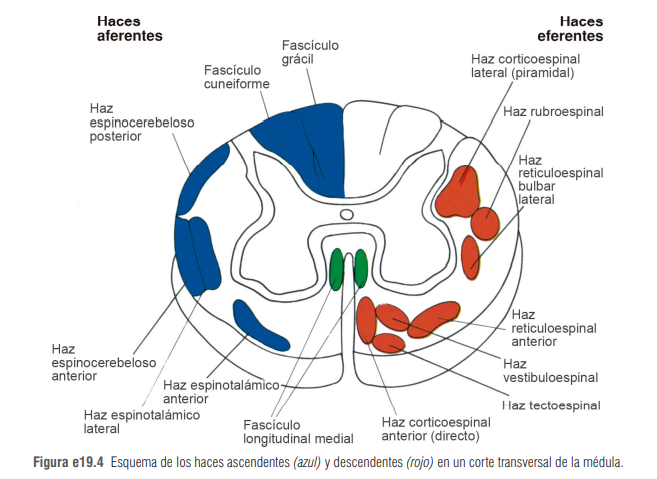 Haces
aferentes
Haces
eferentes
Fascículo
grácil
Fascículo
cuneiforme
Haz corticoespinal
lateral (piramidal)
Haz
espinocerebeloso
posterior
Haz rubroespinal
Haz
reticuloespinal
bulbar
lateral
Haz
reticuloespinal
anterior
Haz
espinocerebeloso
anterior
Haz
vestibuloespinal
Haz espinotalámico
anterior
Haz tectoespinal
Haz espinotalámico
lateral
Fascículo
longitudinal medial
Haz corticoespinal
anterior (directo)
Figura e19.4 Esquema de los haces ascendentes (azul) y descendentes (rojo) en un corte transversal de la médula.